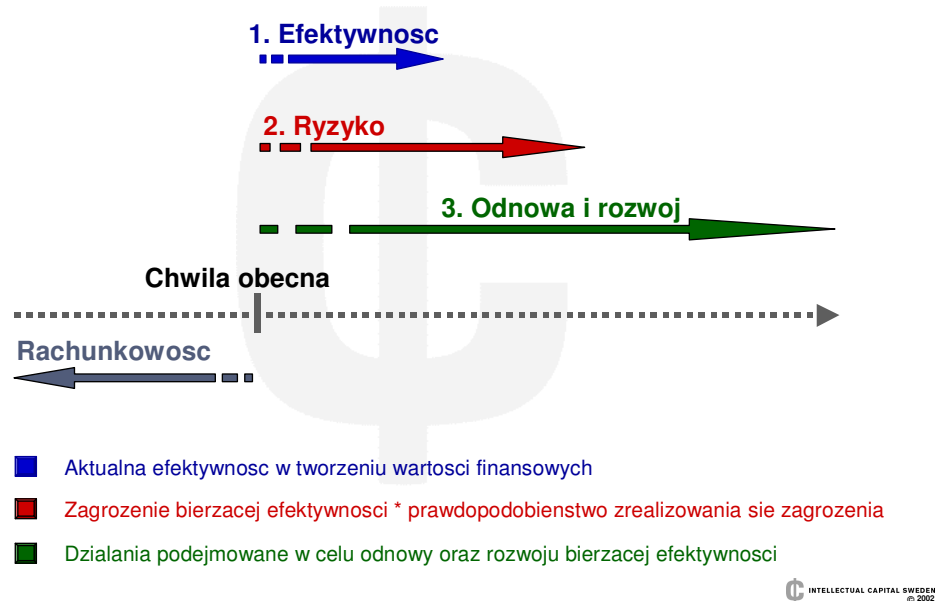 1. Efektywnosc
2. Ryzyko
3. Odnowa i rozwoj
Chwila obecna
Rachunkowosc
Aktualna efektywnosc w tworzeniu wartosci finansowych
Zagrozenie bierzacej efektywnosci * prawdopodobienstwo zrealizowania sie zagrozenia
Dzialania podejmowane w celu odnowy oraz rozwoju bierzacej efektywnosci
INTELLECTUAL CAPITAL SWEDEN
© 2002